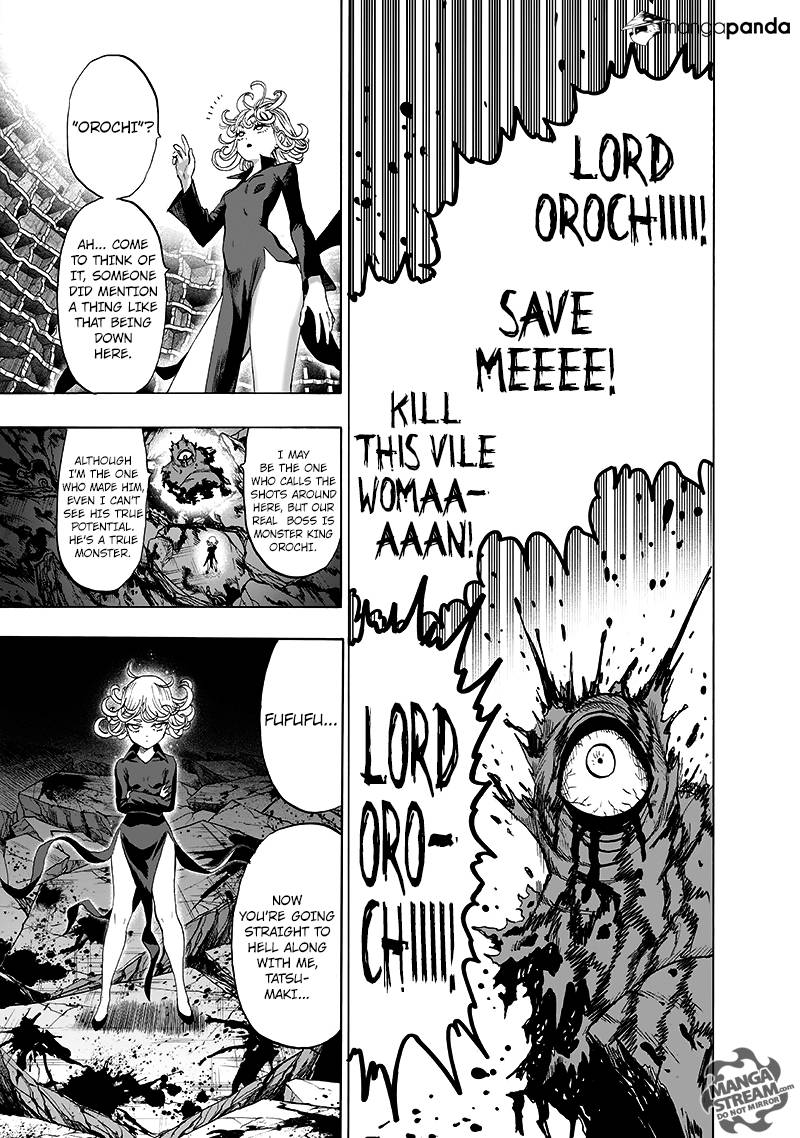 mangapanda
LORD
OROCHIIIII!
SAVE
MEEEE!
KILL
THIS VILE
WOMAA–
AAAN!
LORD
ORO–
CHIIIII!
"OROCHI"?
AH... COME
TO THINK OF
IT, SOMEONE
DID MENTION
A THING LIKE
THAT BEING
DOWN
HERE.
I MAY
BE THE ONE
WHO CALLS THE
SHOTS AROUND
HERE, BUT OUR
REAL BOSS IS
MONSTER KING
OROCHI.
ALTHOUGH
I'M THE ONE
WHO MADE HIM,
EVEN I CAN'T
SEE HIS TRUE
POTENTIAL.
HE'S A TRUE
MONSTER.
FUFUFU...
NOW
YOU'RE GOING
STRAIGHT TO
HELL ALONG
WITH ME,
TATSU-
MAKI...
MANGA
STREAM.com
DO NOT MIRROR